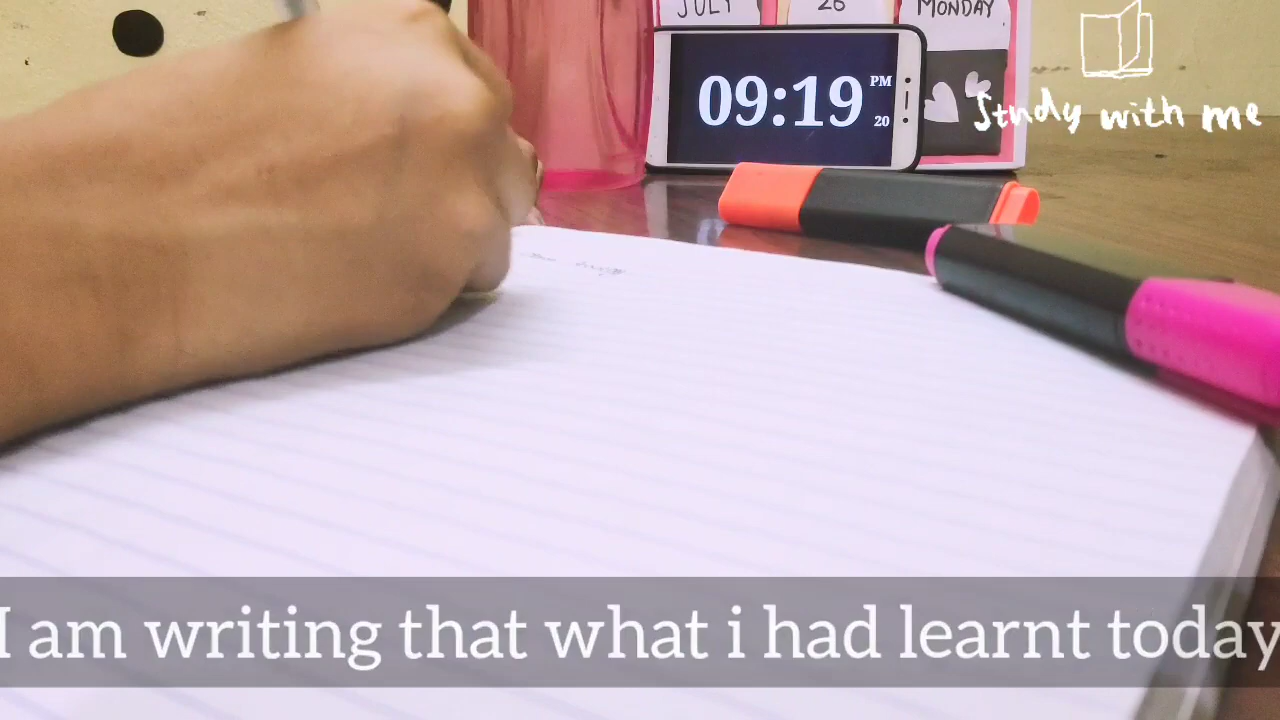 JULY 26 MONDAY
09:19 PM
20
Study with me
I am writing that what i had learnt today